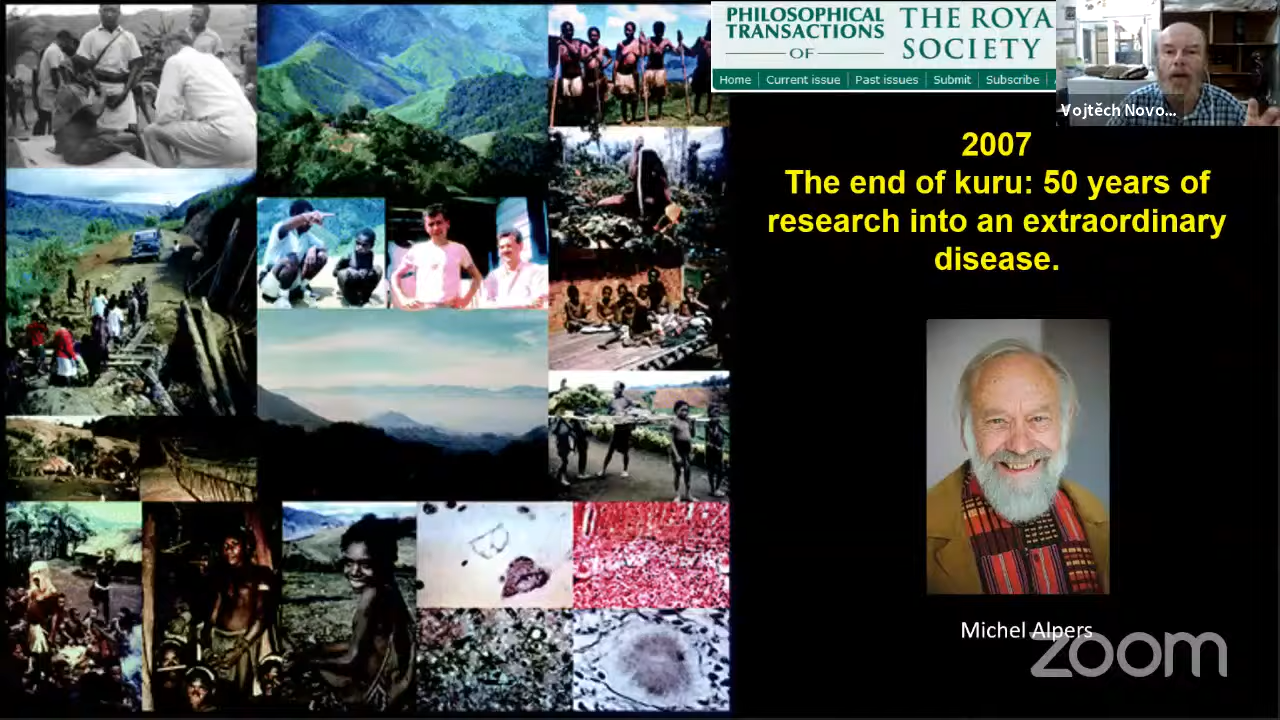 PHILOSOPHICAL
TRANSACTIONS
OF
THE ROYA
SOCIETY
Home
Current issue
Past issues
Submit
Subscribe
Vojtěch Novo...
2007
The end of kuru: 50 years of
research into an extraordinary
disease.
Michel Alpers
zoom